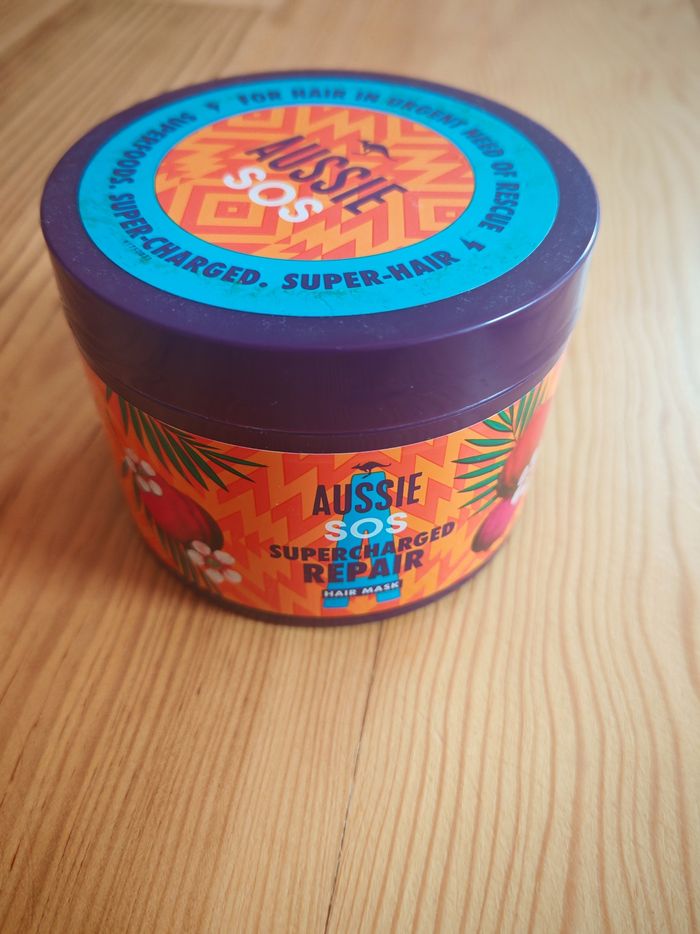 FOR HAIR IN URGENT NEED OF RESCUE
SUPERFOODS. SUPER-CHARGED. SUPER-HAIR
AUSSIE
SOS
AUSSIE
SOS
SUPERCHARGED
REPAIR
HAIR MASK